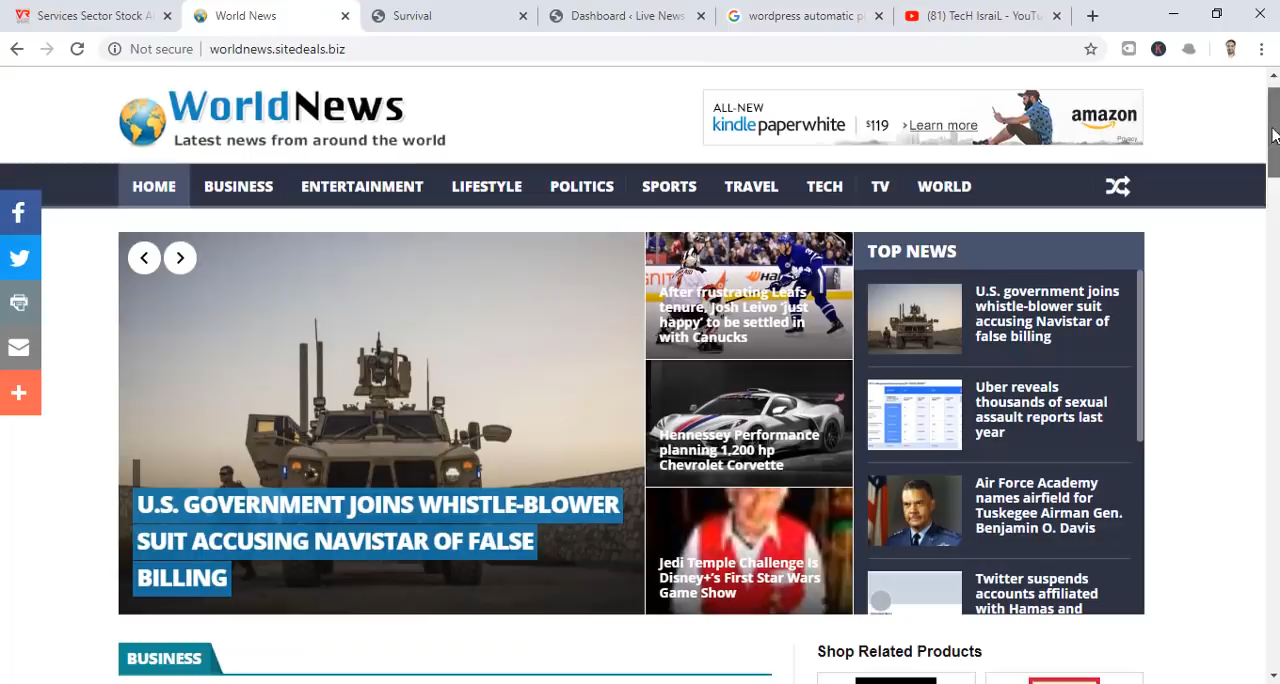 Services Sector Stock A
World News
Survival
Dashboard ‹ Live News
wordpress automatic p
(81) TecH IsraiL - YouTu
Not secure
worldnews.sitedeals.biz
WorldNews
Latest news from around the world
ALL-NEW
kindle paperwhite
$119
›Learn more
amazon
Privacy
HOME
BUSINESS
ENTERTAINMENT
LIFESTYLE
POLITICS
SPORTS
TRAVEL
TECH
TV
WORLD
U.S. GOVERNMENT JOINS WHISTLE-BLOWER
SUIT ACCUSING NAVISTAR OF FALSE
BILLING
After frustrating Leafs
tenure, Josh Leivo ‘just
happy’ to be settled in
with Canucks
Hennessey Performance
planning 1,200 hp
Chevrolet Corvette
Jedi Temple Challenge Is
Disney+’s First Star Wars
Game Show
TOP NEWS
U.S. government joins
whistle-blower suit
accusing Navistar of
false billing
Uber reveals
thousands of sexual
assault reports last
year
Air Force Academy
names airfield for
Tuskegee Airman Gen.
Benjamin O. Davis
Twitter suspends
accounts affiliated
with Hamas and
BUSINESS
Shop Related Products